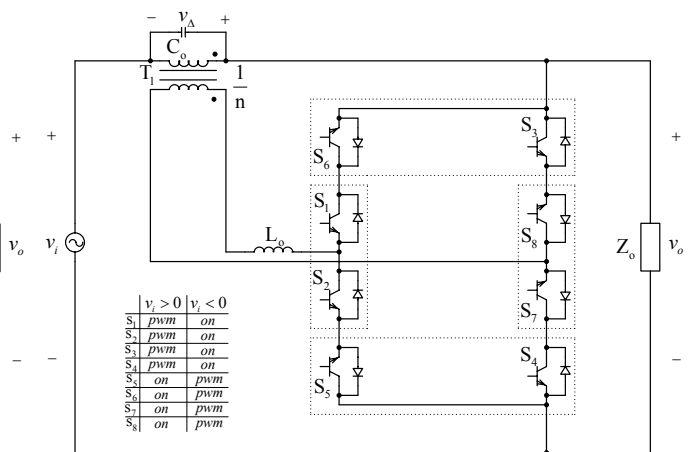 − v_Δ +
C_o
T_1
1
n
S_6
S_3
+ + +
S_1
L_o
S_8
v_o v_i Z_o v_o
S_2
v_i > 0 v_i < 0
S_1 pwm on
S_2 pwm on
S_3 pwm on
S_4 pwm on
S_5 on pwm
S_6 on pwm
S_7 on pwm
S_8 on pwm
S_7
− − −
S_4
S_5